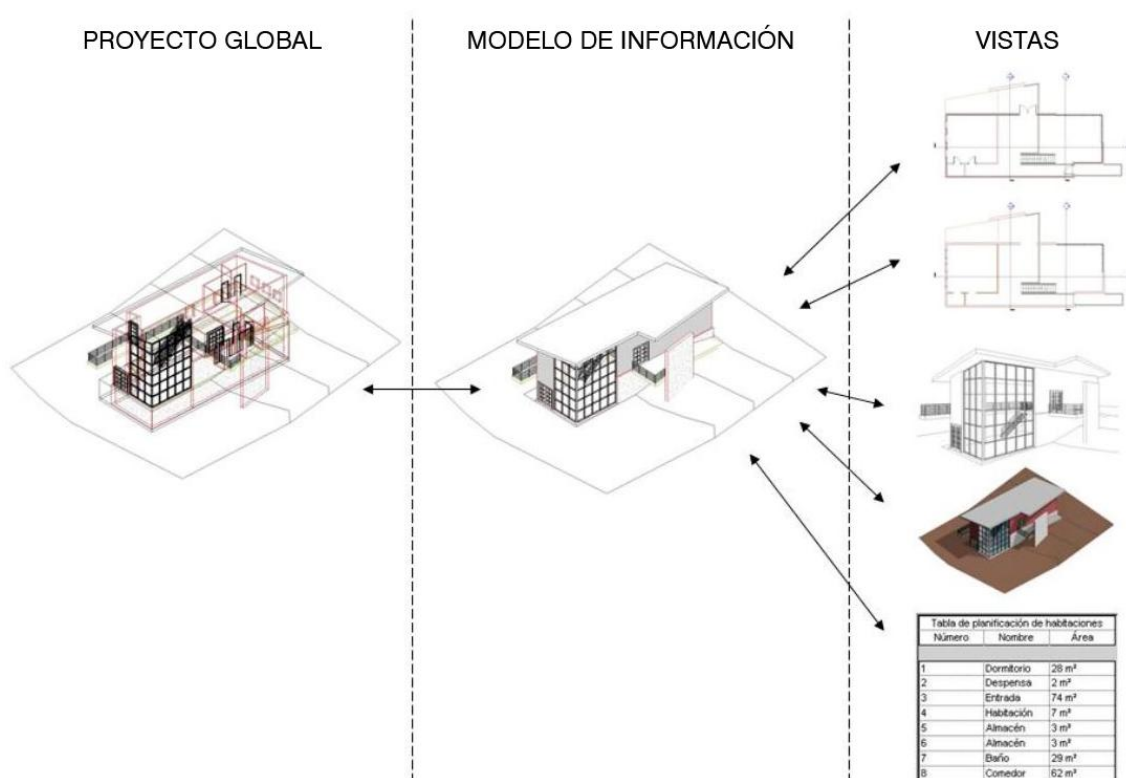 PROYECTO GLOBAL
MODELO DE INFORMACIÓN
VISTAS
Tabla de planificación de habitaciones
Número Nombre Área
1 Dormitorio 28 m²
2 Despensa 2 m²
3 Entrada 74 m²
4 Habitación 7 m²
5 Almacén 3 m²
6 Almacén 3 m²
7 Baño 29 m²
8 Comedor 62 m²